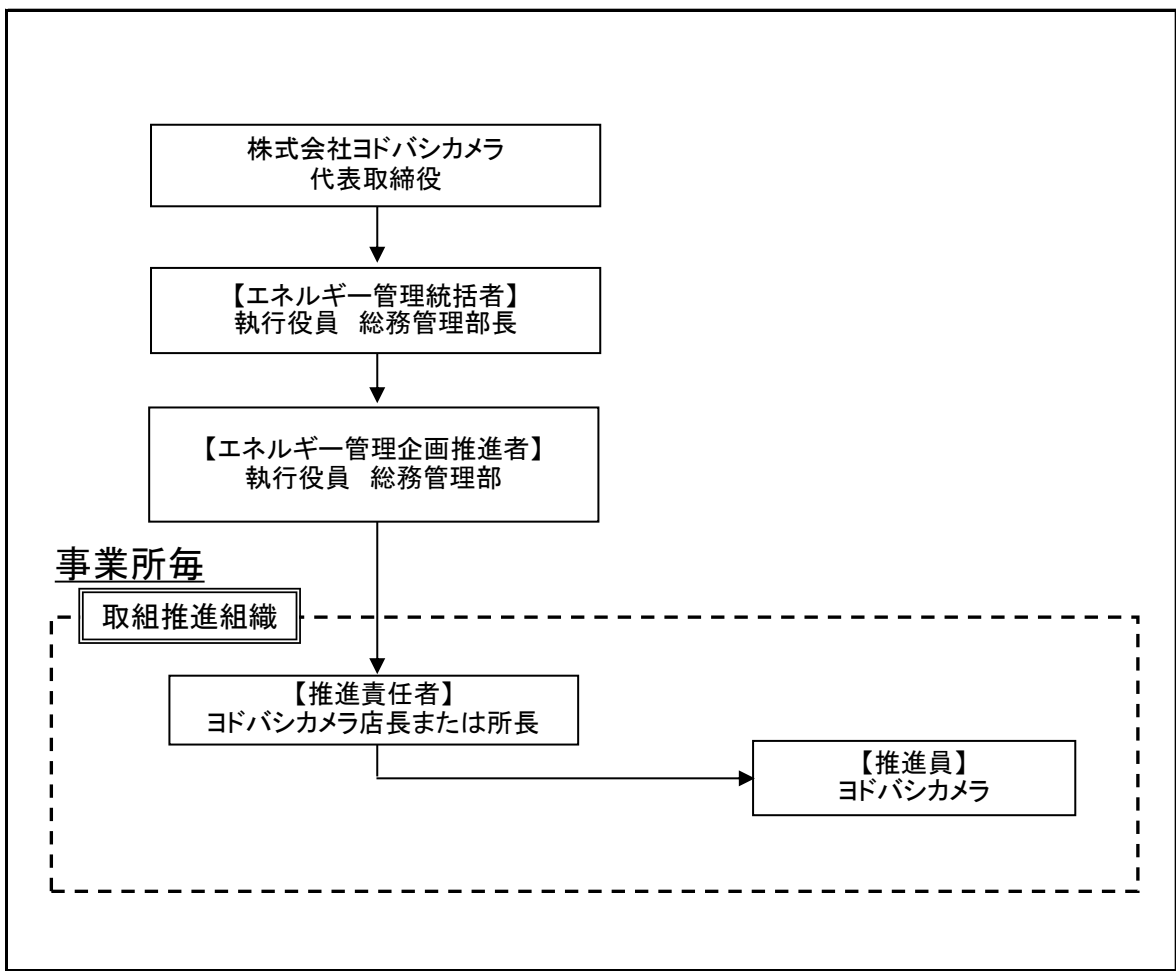 株式会社ヨドバシカメラ
代表取締役
【エネルギー管理統括者】
執行役員　総務管理部長
【エネルギー管理企画推進者】
執行役員　総務管理部
事業所毎
取組推進組織
【推進責任者】
ヨドバシカメラ店長または所長
【推進員】
ヨドバシカメラ